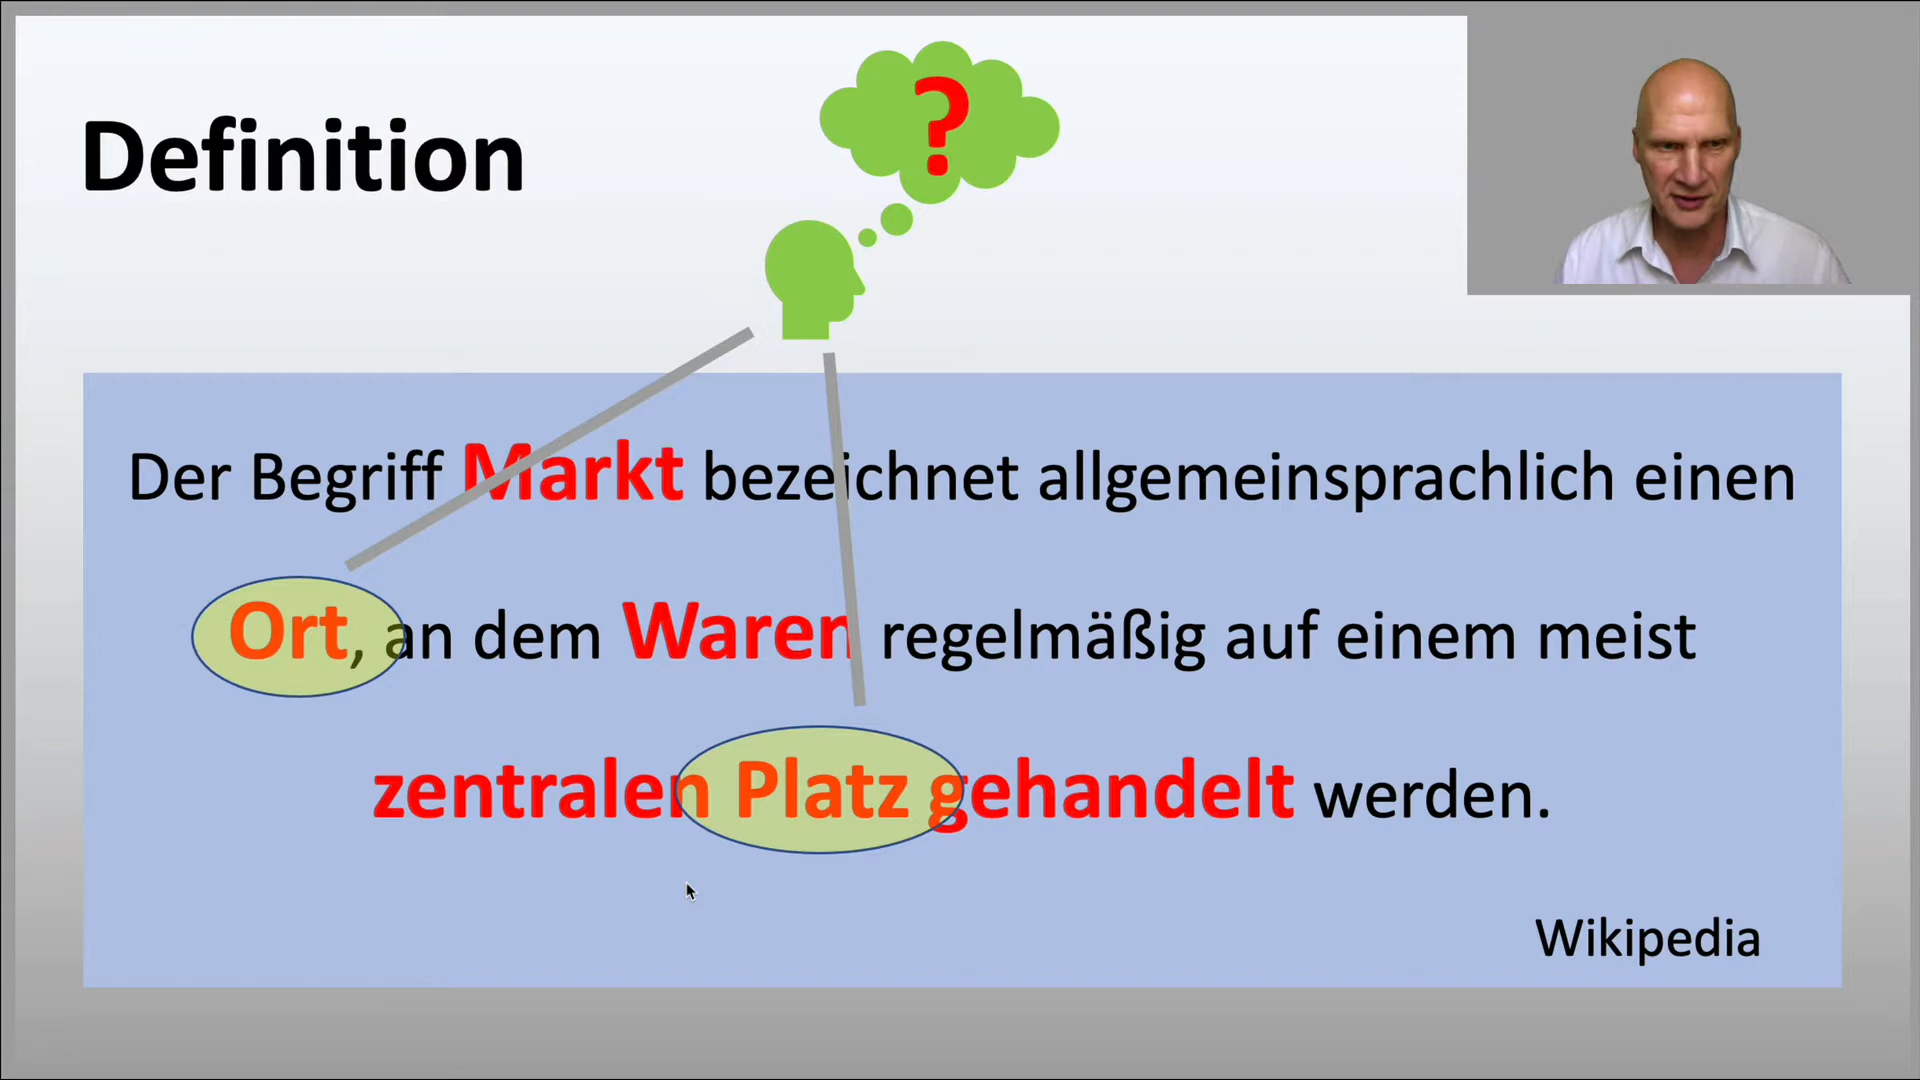 ?
Definition
Der Begriff Markt bezeichnet allgemeinsprachlich einen
Ort, an dem Waren regelmäßig auf einem meist
zentralen Platz gehandelt werden.
Wikipedia